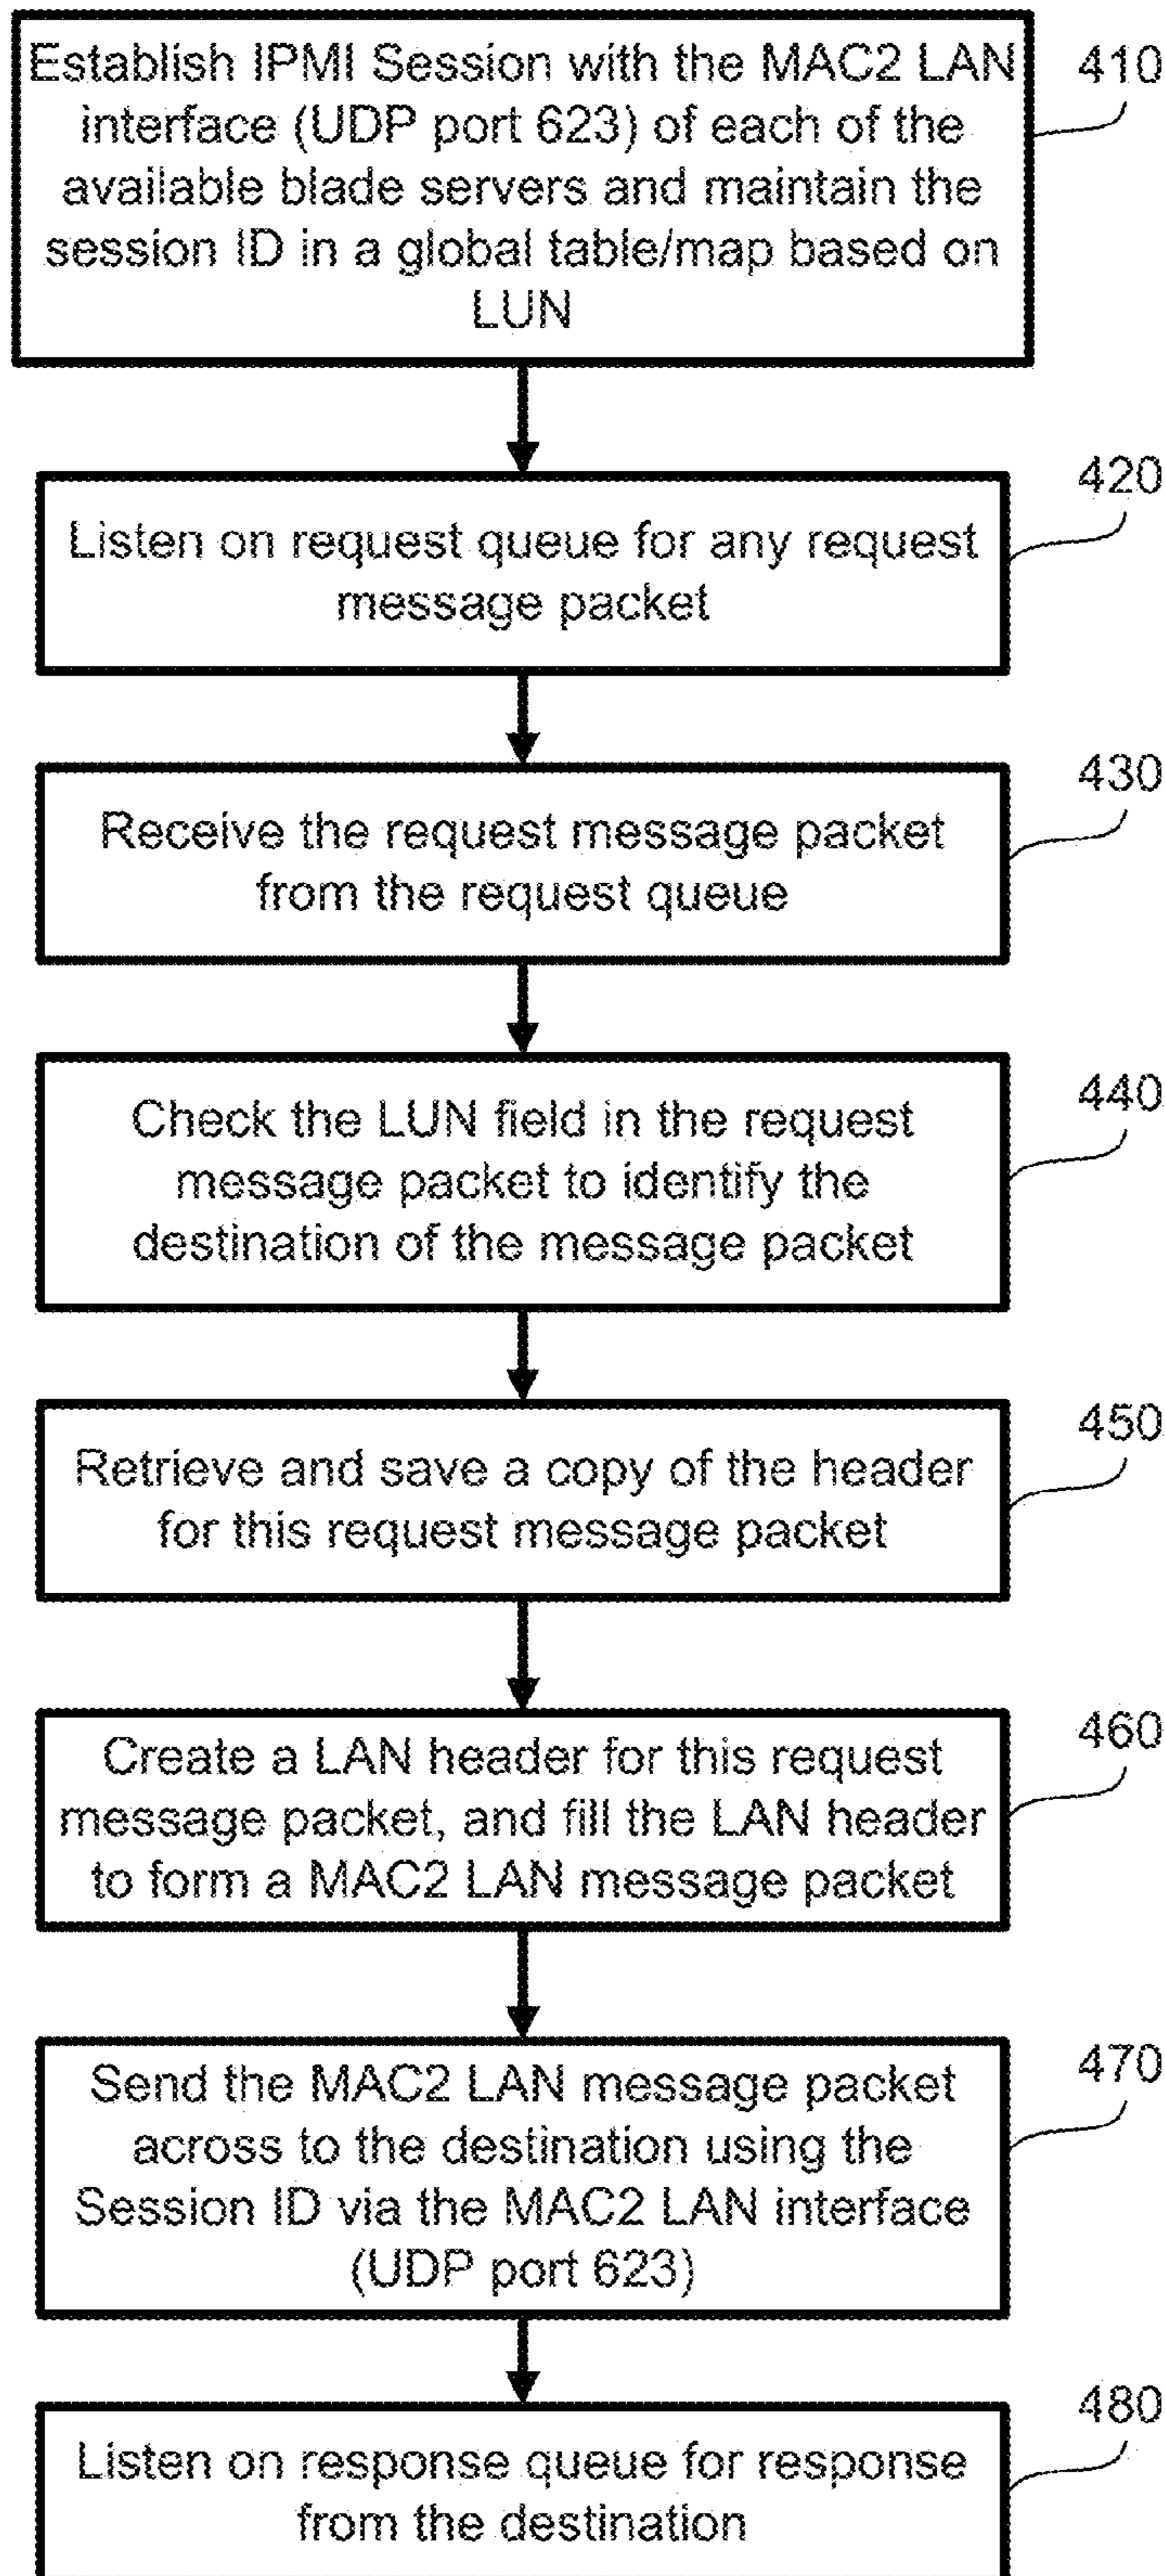 Establish IPMI Session with the MAC2 LAN
interface (UDP port 623) of each of the
available blade servers and maintain the
session ID in a global table/map based on
LUN
410
Listen on request queue for any request
message packet
420
Receive the request message packet
from the request queue
430
Check the LUN field in the request
message packet to identify the
destination of the message packet
440
Retrieve and save a copy of the header
for this request message packet
450
Create a LAN header for this request
message packet, and fill the LAN header
to form a MAC2 LAN message packet
460
Send the MAC2 LAN message packet
across to the destination using the
Session ID via the MAC2 LAN interface
(UDP port 623)
470
Listen on response queue for response
from the destination
480